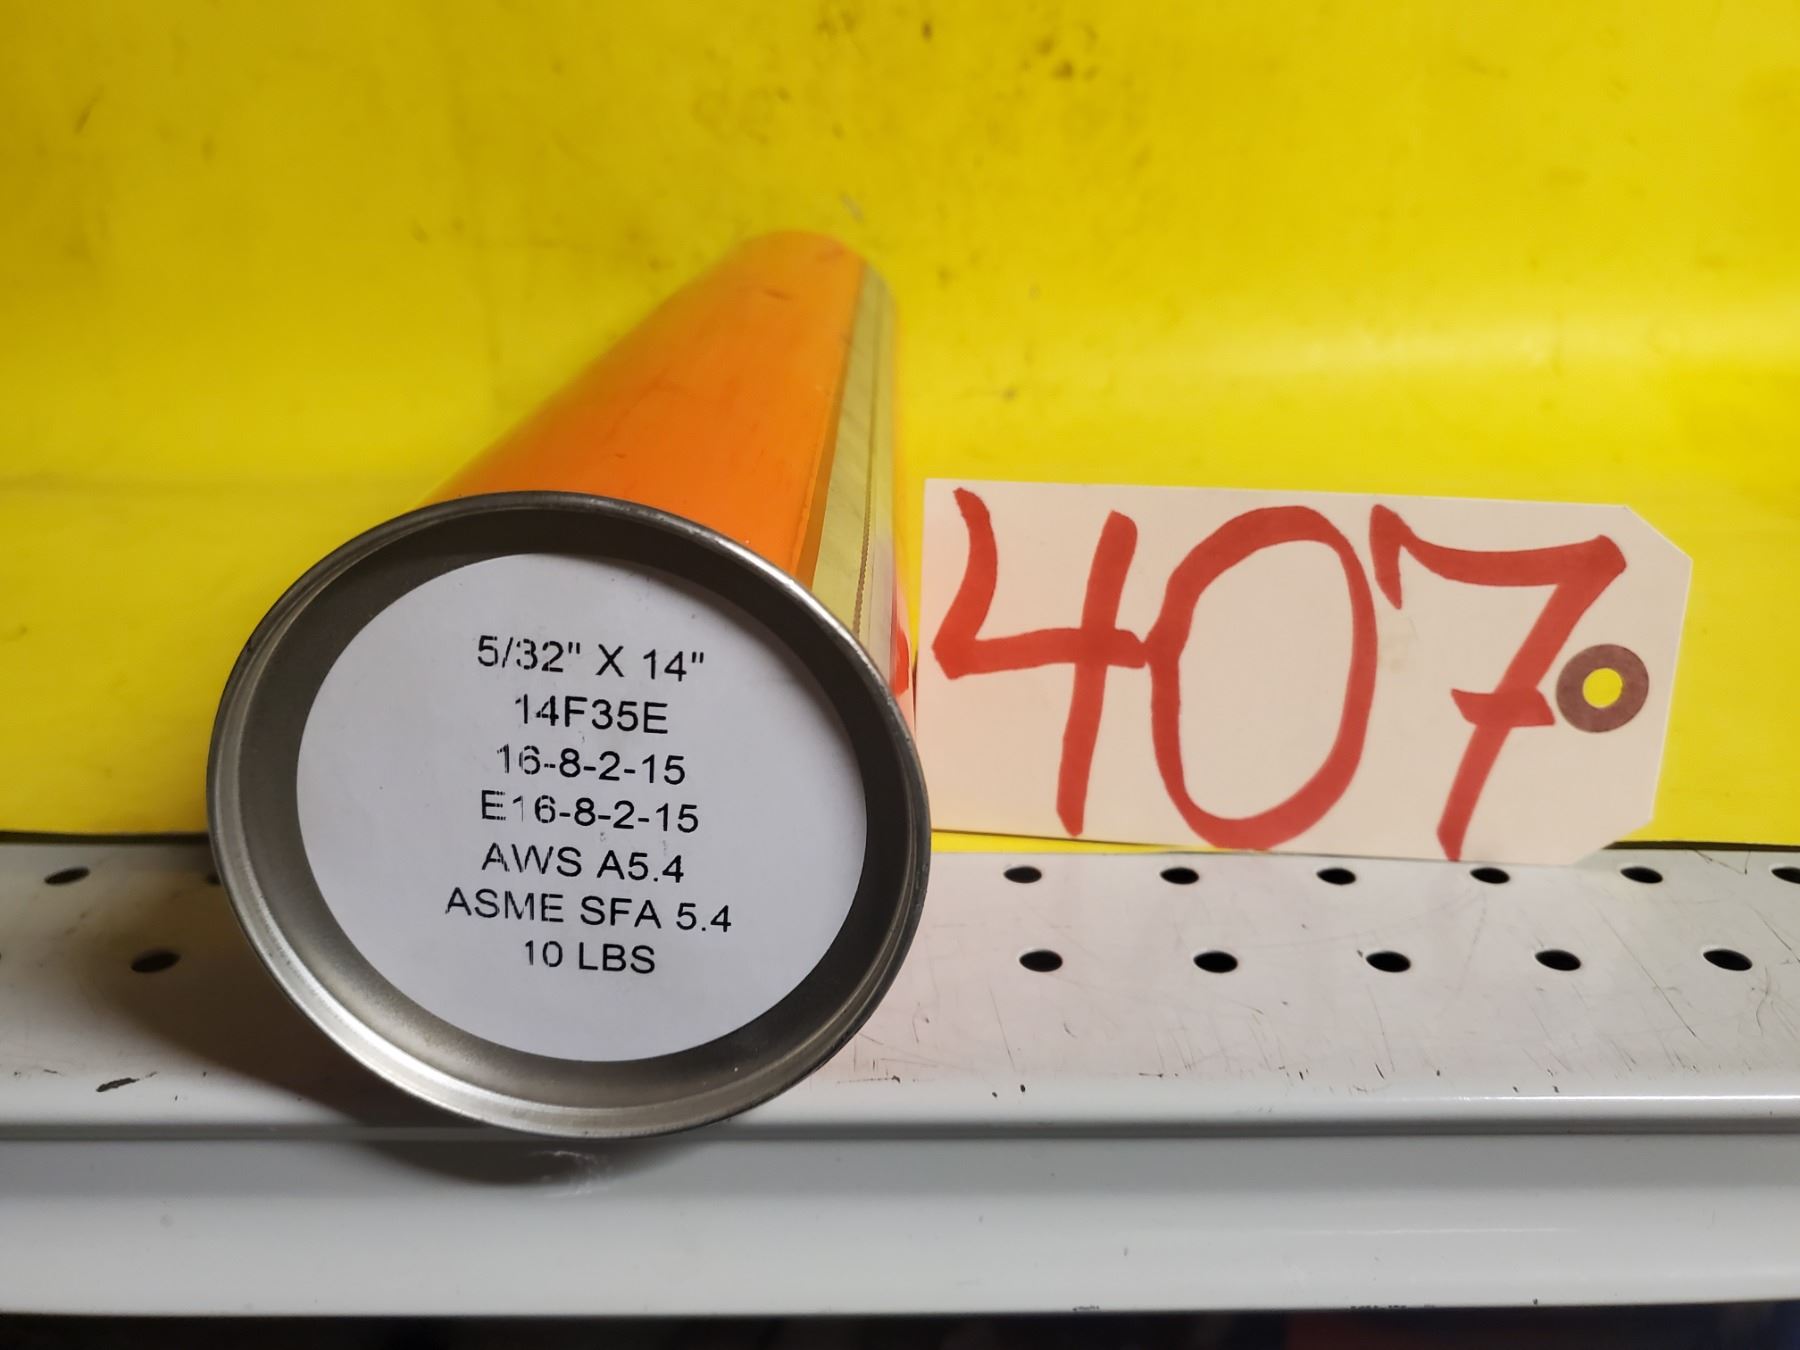 5/32" X 14"
14F35E
16-8-2-15
E16-8-2-15
AWS A5.4
ASME SFA 5.4
10 LBS
407